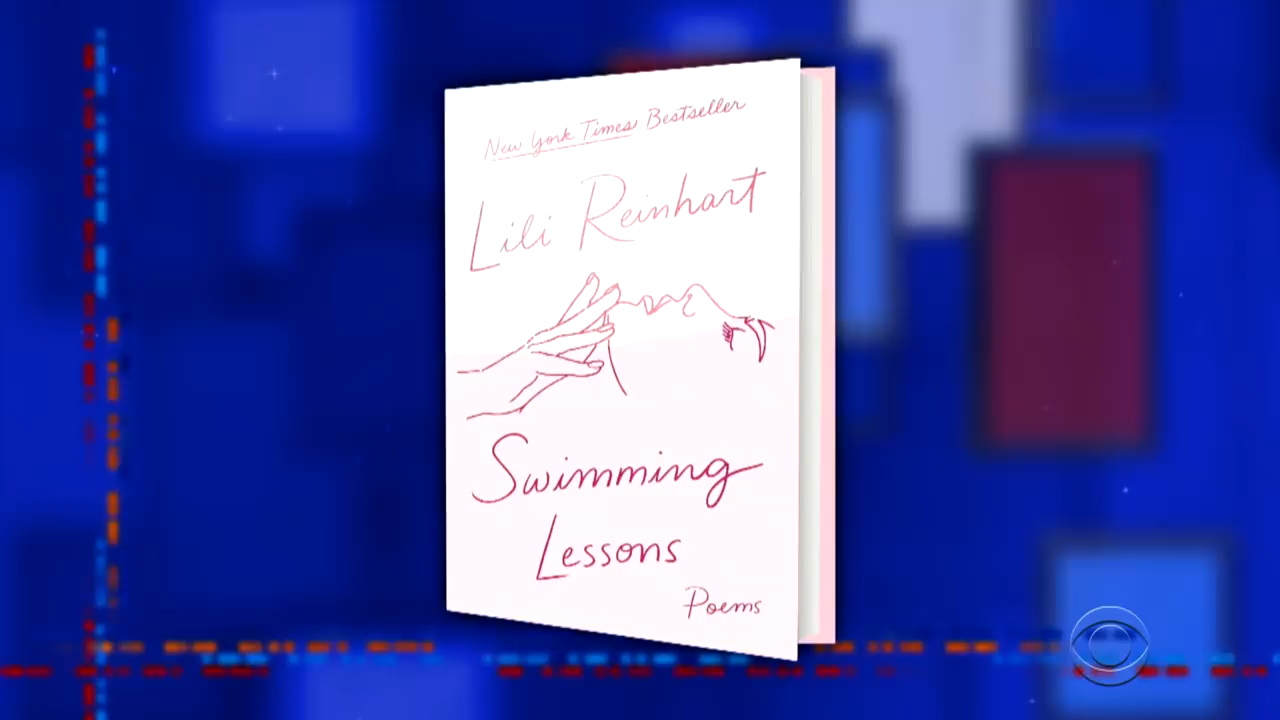 New York Times Bestseller
Lili Reinhart
Swimming
Lessons
Poems